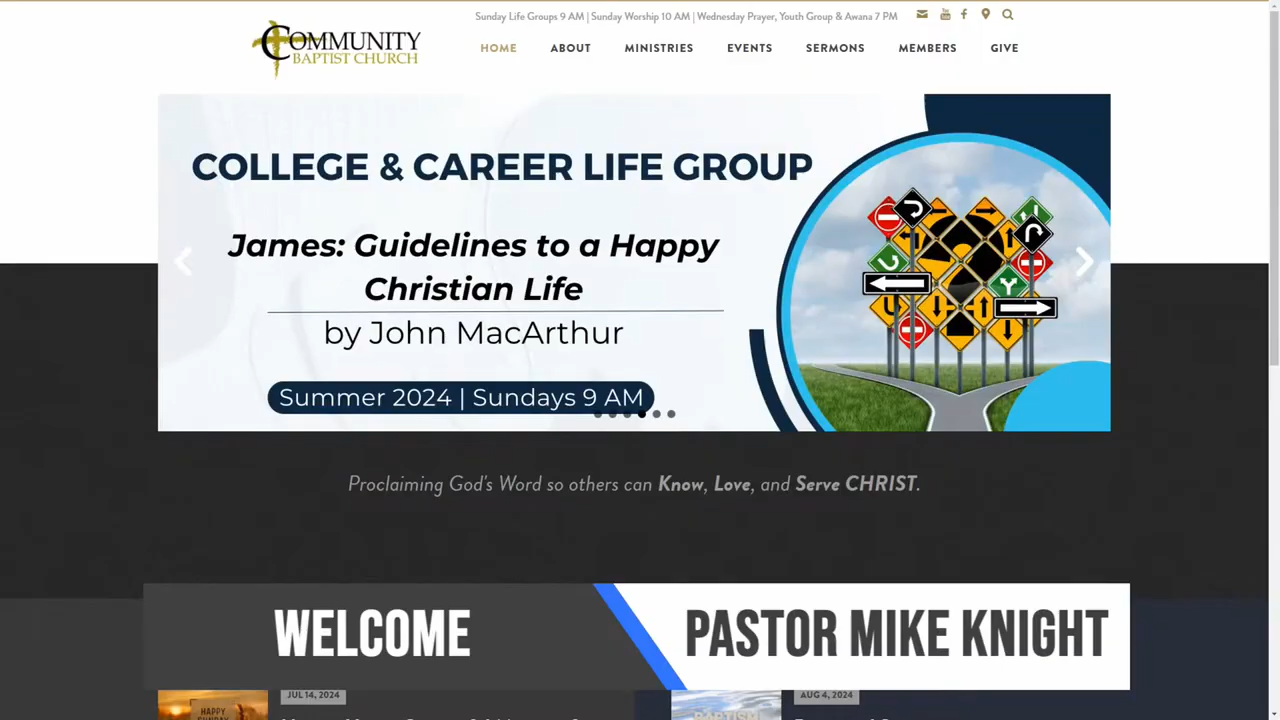 Sunday Life Groups 9 AM | Sunday Worship 10 AM | Wednesday Prayer, Youth Group & Awana 7 PM
COMMUNITY
BAPTIST CHURCH
HOME ABOUT MINISTRIES EVENTS SERMONS MEMBERS GIVE
COLLEGE & CAREER LIFE GROUP
James: Guidelines to a Happy
Christian Life
by John MacArthur
Summer 2024 | Sundays 9 AM
Proclaiming God's Word so others can Know, Love, and Serve CHRIST.
WELCOME
PASTOR MIKE KNIGHT
JUL 14, 2024
AUG 4, 2024
HAPPY
BAPTISM